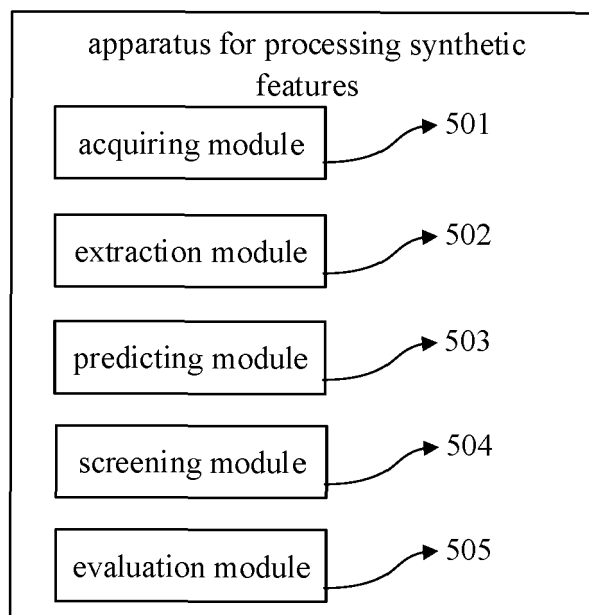 apparatus for processing synthetic
features
acquiring module 501
extraction module 502
predicting module 503
screening module 504
evaluation module 505